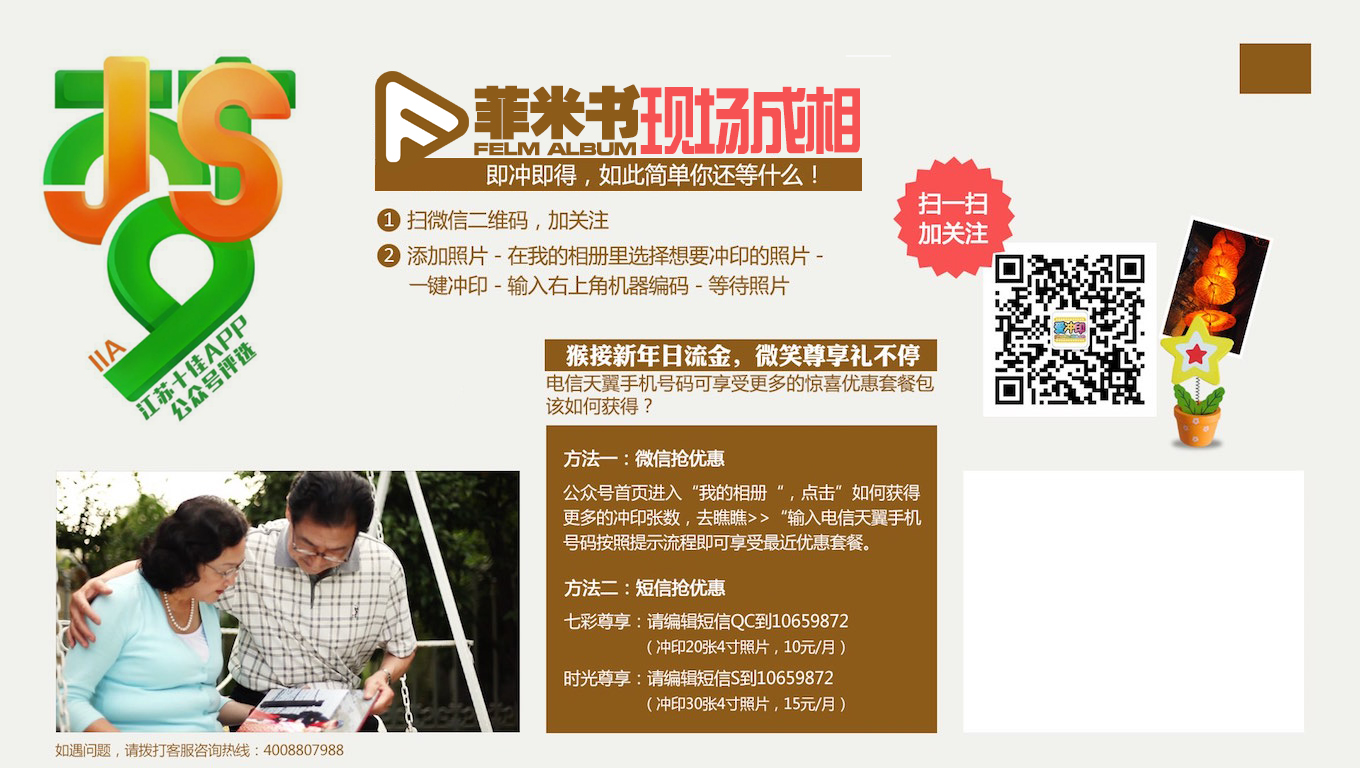 JS
IIA
江苏十佳APP
公众号评选
菲米书现场成相
FELM ALBUM
即冲即得，如此简单你还等什么！
1 扫微信二维码，加关注
2 添加照片 - 在我的相册里选择想要冲印的照片 -
一键冲印 - 输入右上角机器编码 - 等待照片
扫一扫
加关注
爱冲印
猴接新年日流金，微笑尊享礼不停
电信天翼手机号码可享受更多的惊喜优惠套餐包
该如何获得？
方法一：微信抢优惠
公众号首页进入“我的相册“，点击”如何获得
更多的冲印张数，去瞧瞧>>“输入电信天翼手机
号码按照提示流程即可享受最近优惠套餐。
方法二：短信抢优惠
七彩尊享：请编辑短信QC到10659872
（冲印20张4寸照片，10元/月）
时光尊享：请编辑短信S到10659872
（冲印30张4寸照片，15元/月）
如遇问题，请拨打客服咨询热线：4008807988